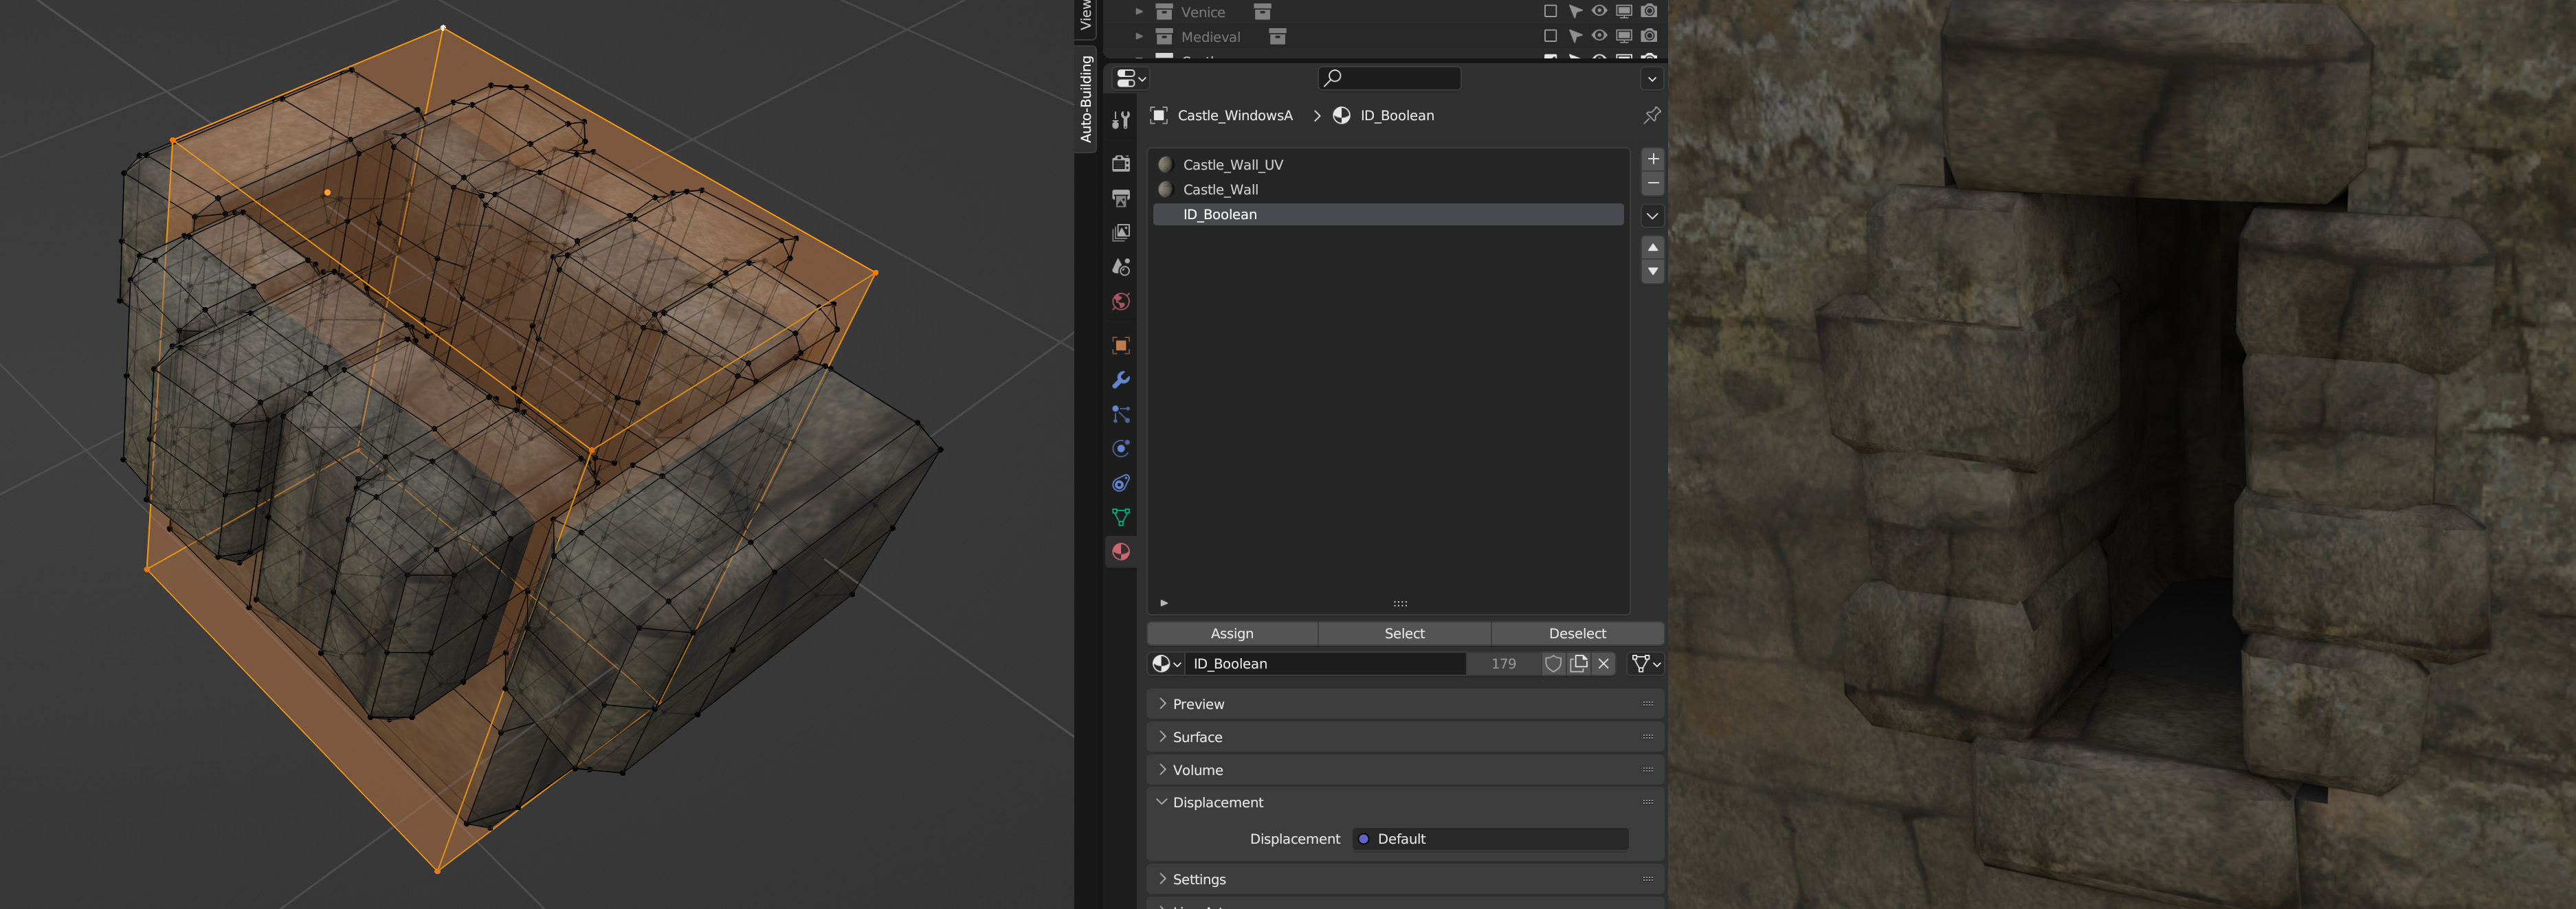 View
Auto-Building
Venice
Medieval
Castle_WindowsA
ID_Boolean
Castle_Wall_UV
Castle_Wall
ID_Boolean
Assign
Select
Deselect
ID_Boolean
179
Preview
Surface
Volume
Displacement
Displacement
Default
Settings